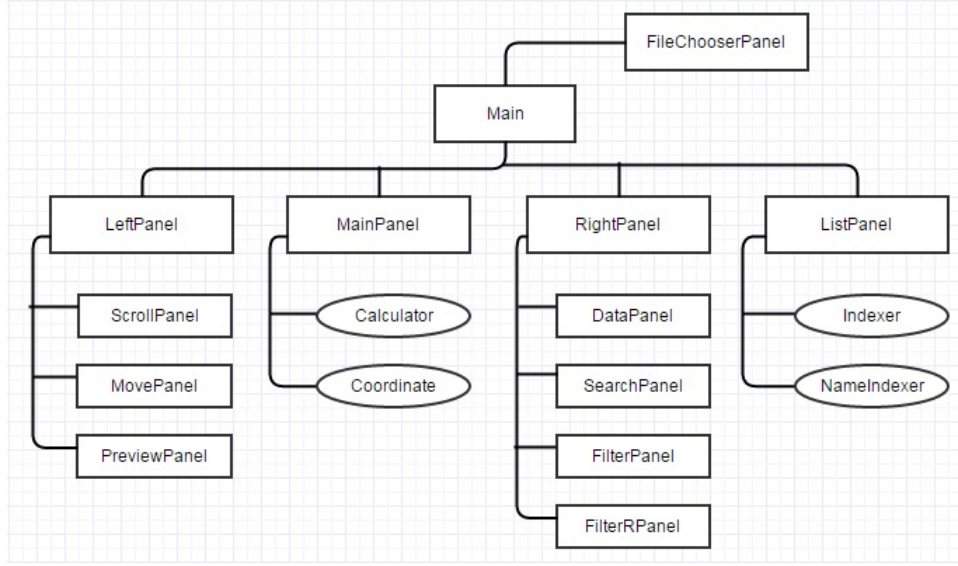 FileChooserPanel
Main
LeftPanel
MainPanel
RightPanel
ListPanel
ScrollPanel
Calculator
DataPanel
Indexer
MovePanel
Coordinate
SearchPanel
NameIndexer
PreviewPanel
FilterPanel
FilterRPanel